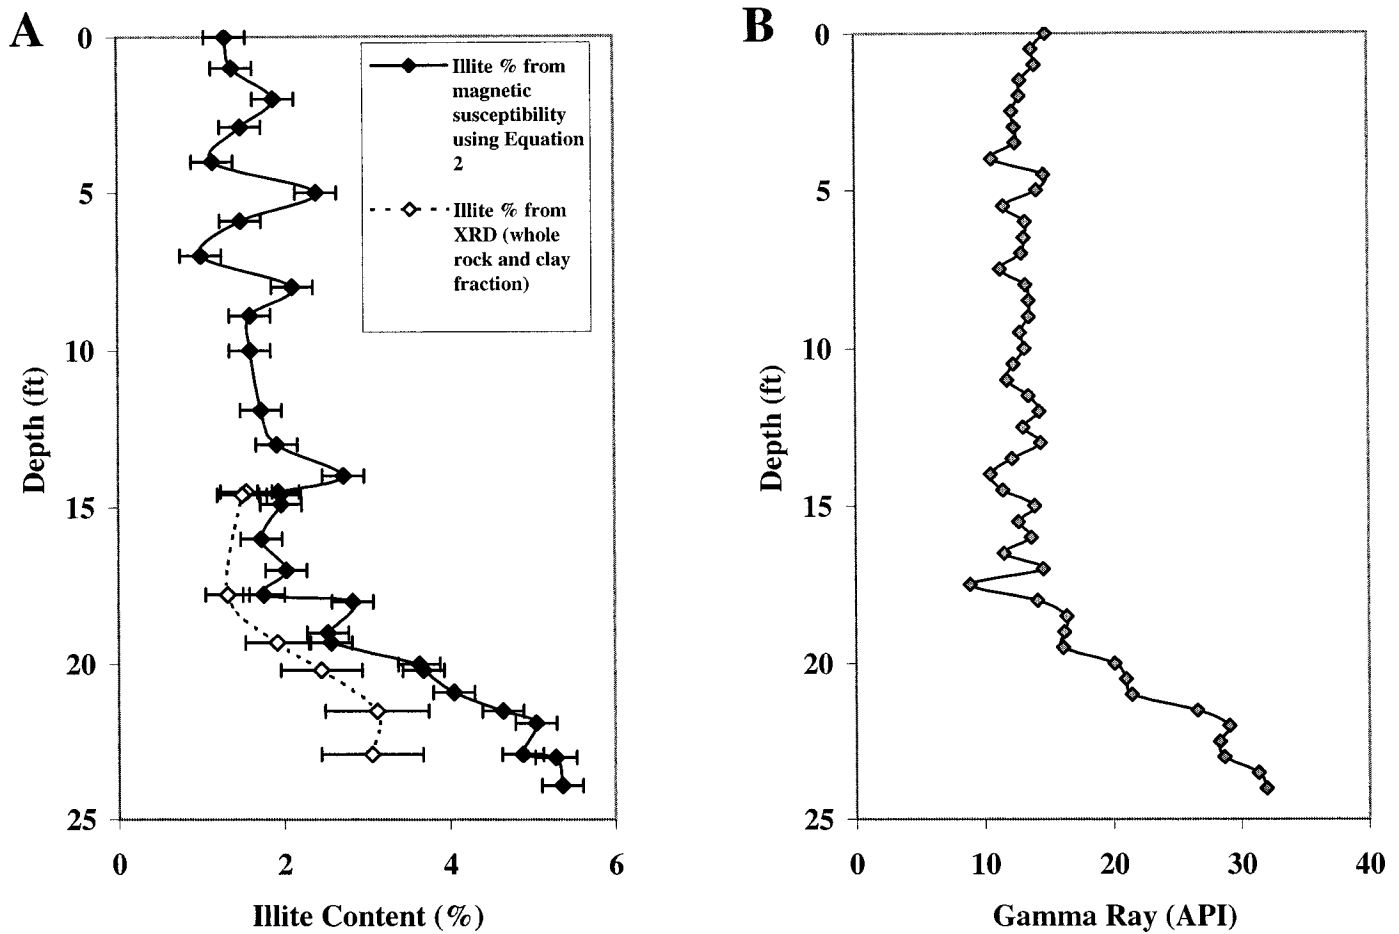 A
0
5
10
15
20
25
Depth (ft)
0 2 4 6
Illite Content (%)
Illite % from
magnetic
susceptibility
using Equation
2
Illite % from
XRD (whole
rock and clay
fraction)
B
0
5
10
15
20
25
Depth (ft)
0 10 20 30 40
Gamma Ray (API)